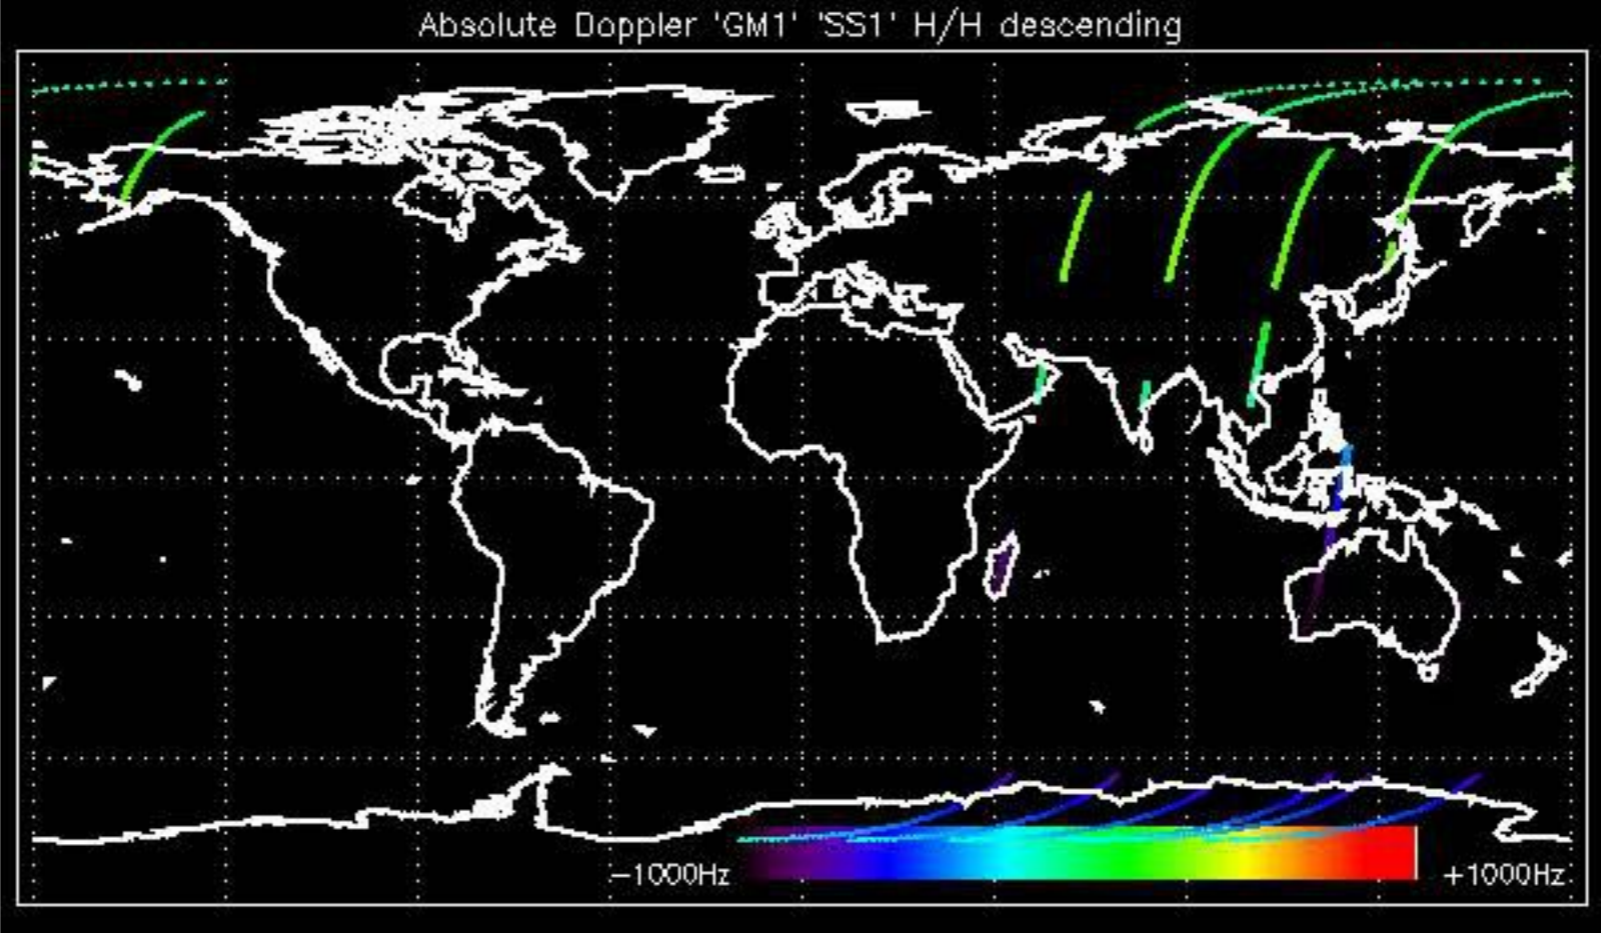 Absolute Doppler 'GM1' 'SS1' H/H descending
−1000Hz +1000Hz